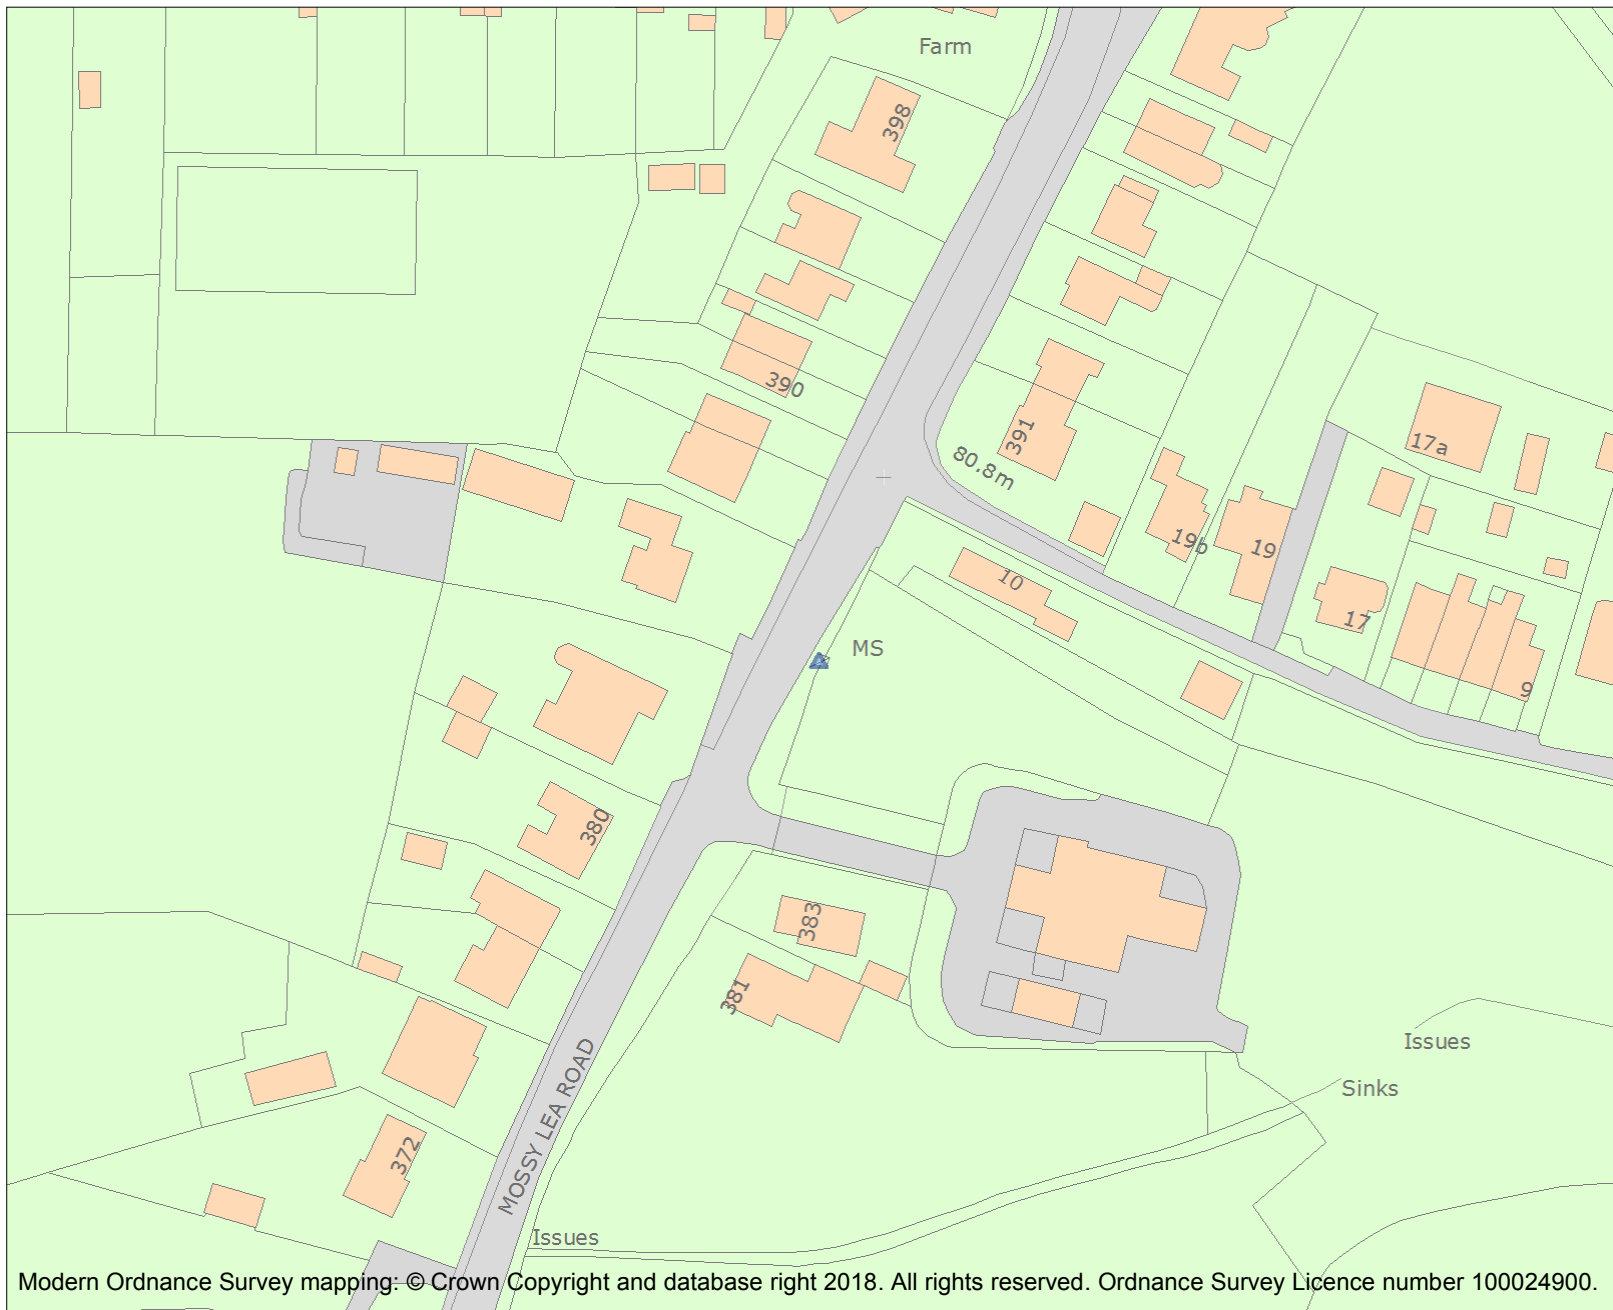 Farm
398
390
391
80.8m
17a
19b
19
10
17
MS
9
380
383
381
Issues
Sinks
MOSSY LEA ROAD
372
Issues
Modern Ordnance Survey mapping: © Crown Copyright and database right 2018. All rights reserved. Ordnance Survey Licence number 100024900.